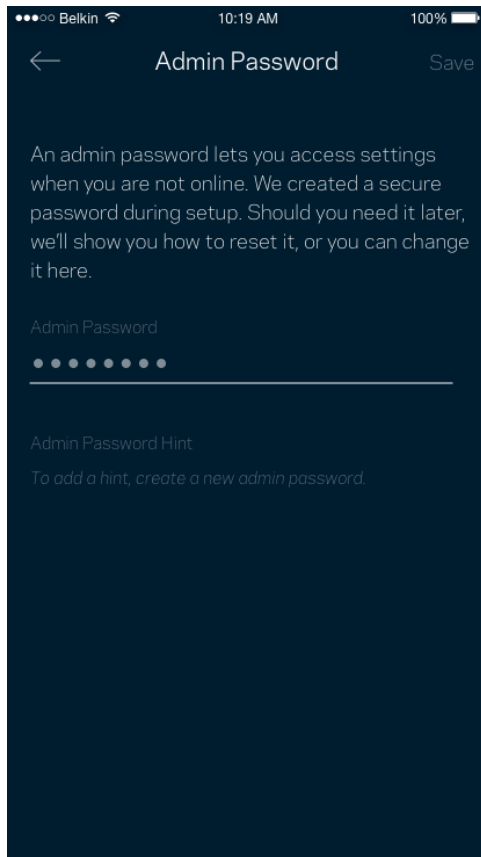 Belkin 10:19 AM 100%
Admin Password Save
An admin password lets you access settings
when you are not online. We created a secure
password during setup. Should you need it later,
we'll show you how to reset it, or you can change
it here.
Admin Password
●●●●●●●●
Admin Password Hint
To add a hint, create a new admin password.